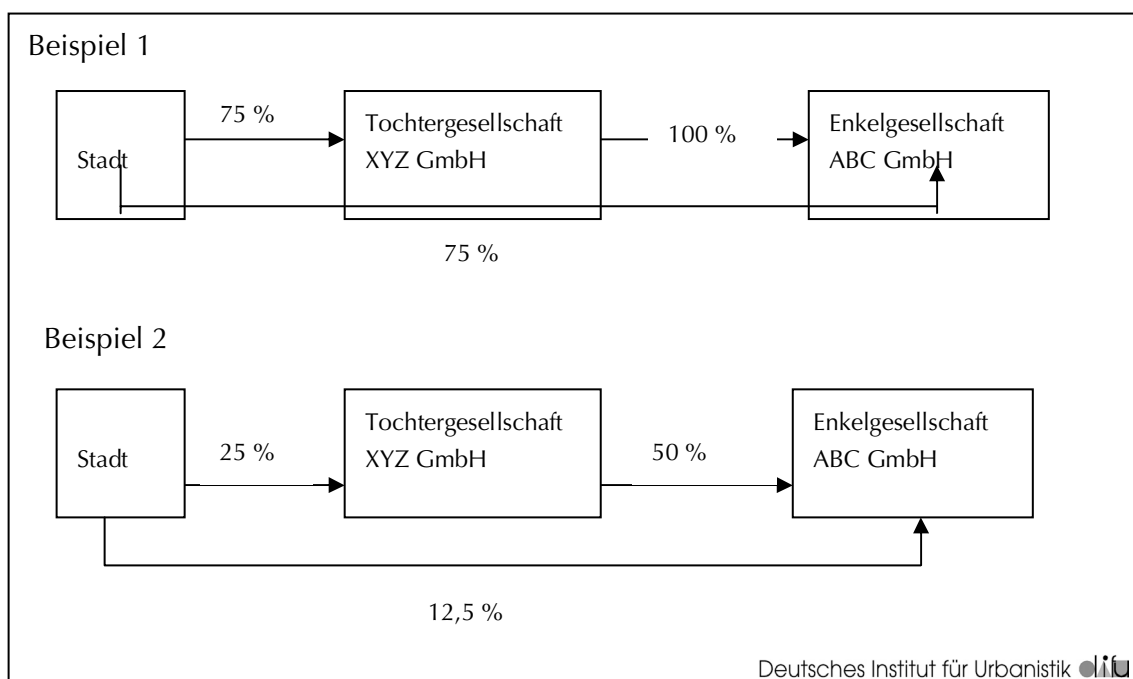 Beispiel 1
Stadt
75 %
Tochtergesellschaft
XYZ GmbH
100 %
Enkelgesellschaft
ABC GmbH
75 %
Beispiel 2
Stadt
25 %
Tochtergesellschaft
XYZ GmbH
50 %
Enkelgesellschaft
ABC GmbH
12,5 %
Deutsches Institut für Urbanistik difu